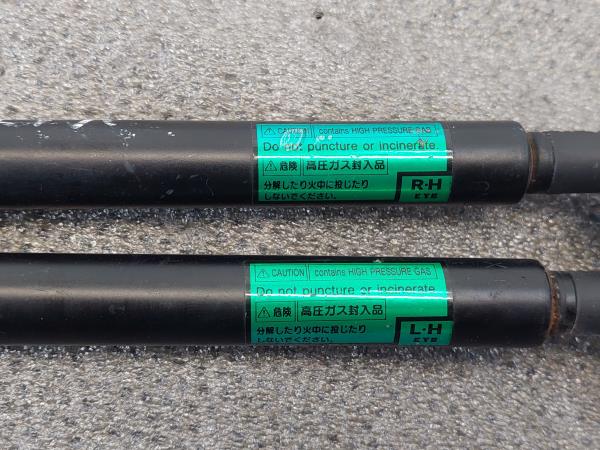 ⚠ CAUTION contains HIGH PRESSURE GAS
Do not puncture or incinerate
⚠危険 高圧ガス封入品
分解したり火中に投じたり
しないでください。
R·H
⚠ CAUTION contains HIGH PRESSURE GAS
Do not puncture or incinerate
⚠危険 高圧ガス封入品
分解したり火中に投じたり
しないでください。
L·H